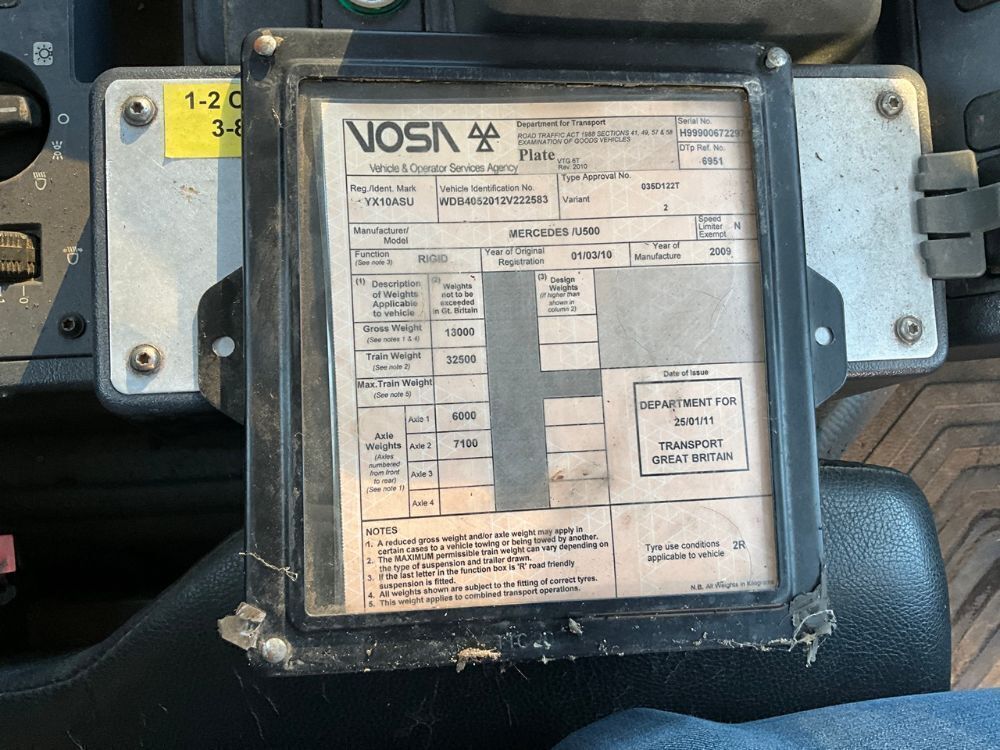 1-2
3-8
VOSA
Vehicle & Operator Services Agency
Department for Transport
ROAD TRAFFIC ACT 1988 SECTIONS 41, 49, 57 & 58
EXAMINATION OF GOODS VEHICLES
Plate VTG 6T
Rev. 2010
Serial No.
H9990067229
DTp Ref. No.
6951
Reg./Ident. Mark
YX10ASU
Vehicle Identification No.
WDB4052012V222583
Type Approval No.
035D122T
Variant
2
Manufacturer/
Model
MERCEDES /U500
Speed
Limiter
Exempt
N
Function
(See note 3)
RIGID
Year of Original
Registration
01/03/10
Year of
Manufacture
2009
(1) Description
of Weights
Applicable
to vehicle
(2) Weights
not to be
exceeded
in Gt. Britain
(3) Design
Weights
(if higher than
shown in
column 2)
Gross Weight
(See notes 1 & 4)
13000
Train Weight
(See note 2)
32500
Max.Train Weight
(See note 5)
Axle
Weights
(Axles
numbered
from front
to rear)
(See note 1)
Axle 1
6000
Axle 2
7100
Axle 3
Axle 4
Date of Issue
DEPARTMENT FOR
25/01/11
TRANSPORT
GREAT BRITAIN
NOTES
1. A reduced gross weight and/or axle weight may apply in
certain cases to a vehicle towing or being towed by another.
2. The MAXIMUM permissible train weight can vary depending on
the type of suspension and trailer drawn.
3. If the last letter in the function box is 'R' road friendly
suspension is fitted.
4. All weights shown are subject to the fitting of correct tyres.
5. This weight applies to combined transport operations.
Tyre use conditions
applicable to vehicle
2R
N.B. All Weights in Kilograms